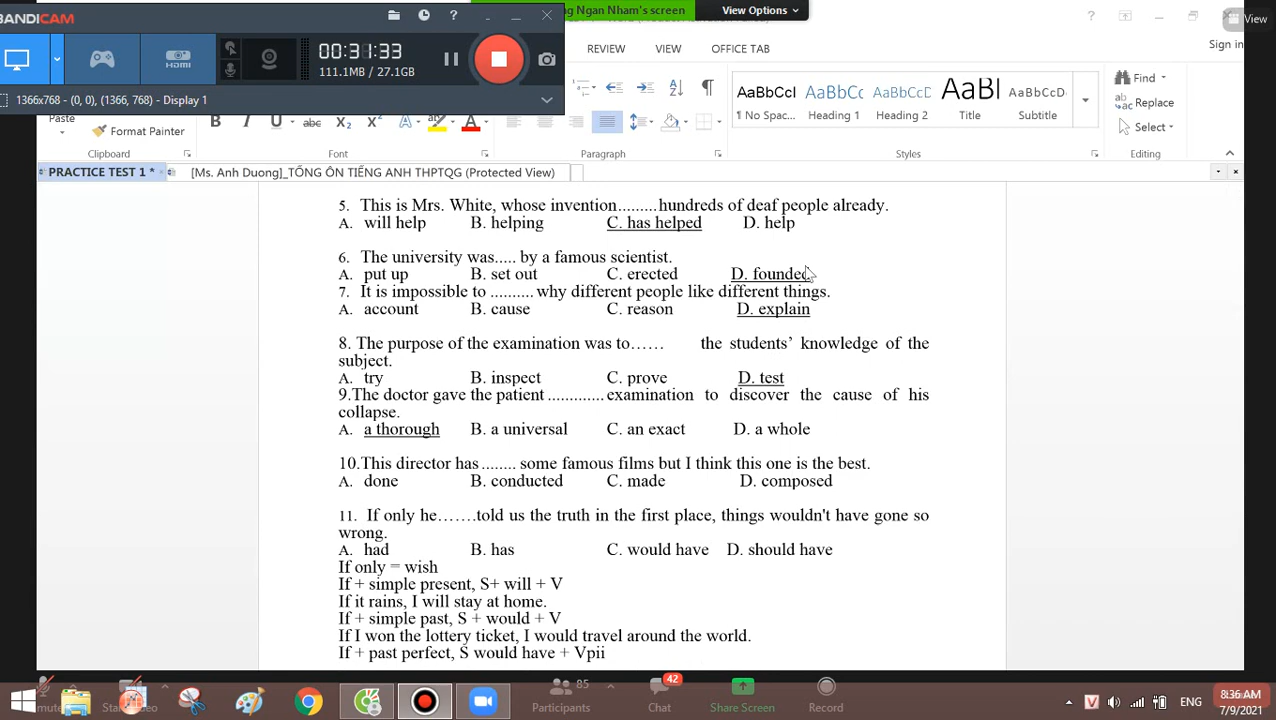 BANDICAM
ng Ngan Nham's screen
View Options
View
00:31:33
111.1MB / 27.1GB
1366x768 - (0, 0), (1366, 768) - Display 1
REVIEW
VIEW
OFFICE TAB
Sign in
Paste
Format Painter
AaBbCcI
AaBbCc
AaBbCcD
AaBl
AaBbCcD
¶ No Spac...
Heading 1
Heading 2
Title
Subtitle
Find
Replace
Select
Clipboard
Font
Paragraph
Styles
Editing
PRACTICE TEST 1 *
[Ms. Anh Duong]_TỔNG ÔN TIẾNG ANH THPTQG (Protected View)
5. This is Mrs. White, whose invention.........hundreds of deaf people already.
A. will help B. helping C. has helped D. help
6. The university was..... by a famous scientist.
A. put up B. set out C. erected D. founded
7. It is impossible to .......... why different people like different things.
A. account B. cause C. reason D. explain
8. The purpose of the examination was to…… the students’ knowledge of the
subject.
A. try B. inspect C. prove D. test
9.The doctor gave the patient ............. examination to discover the cause of his
collapse.
A. a thorough B. a universal C. an exact D. a whole
10.This director has........ some famous films but I think this one is the best.
A. done B. conducted C. made D. composed
11. If only he…….told us the truth in the first place, things wouldn't have gone so
wrong.
A. had B. has C. would have D. should have
If only = wish
If + simple present, S+ will + V
If it rains, I will stay at home.
If + simple past, S + would + V
If I won the lottery ticket, I would travel around the world.
If + past perfect, S would have + Vpii
Participants
85
Chat
42
Share Screen
Record
ENG
8:36 AM
7/9/2021